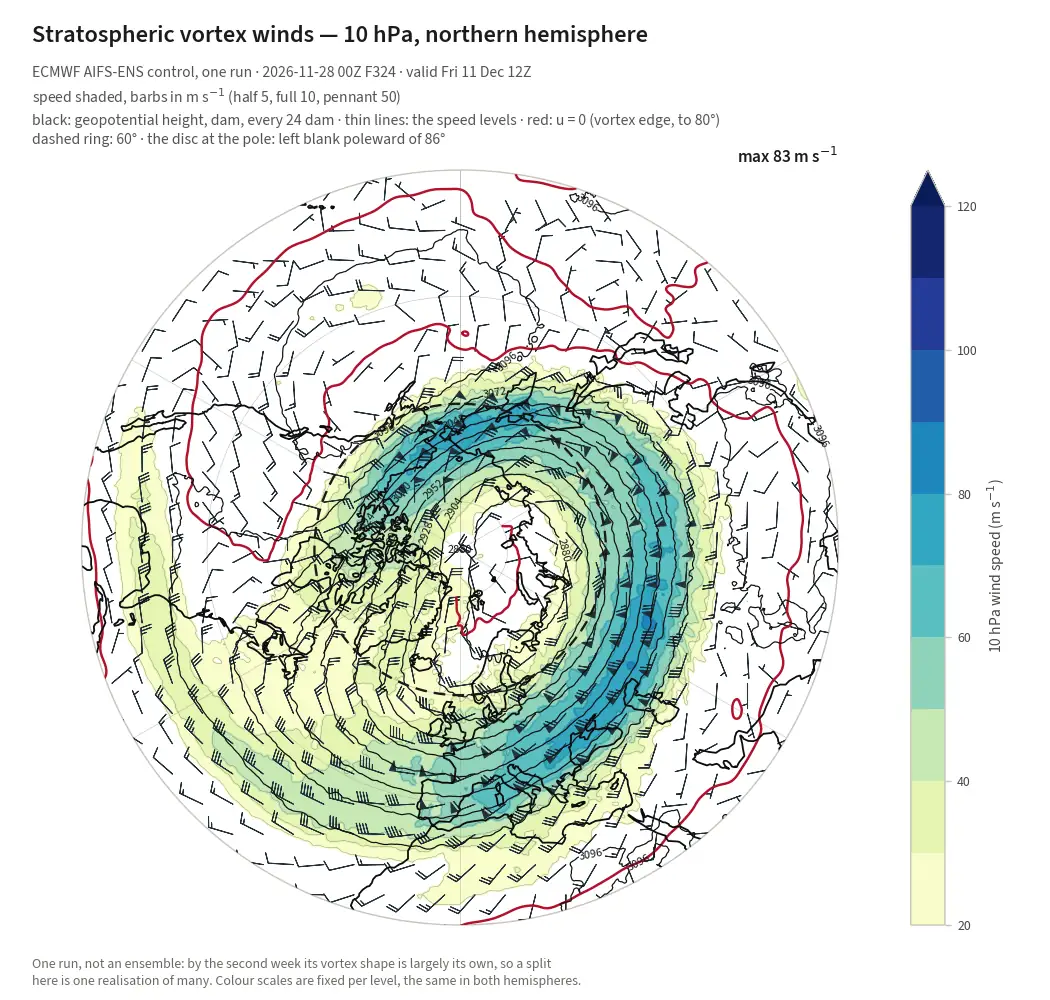 Stratospheric vortex winds — 10 hPa, northern hemisphere
ECMWF AIFS-ENS control, one run · 2026-11-28 00Z F324 · valid Fri 11 Dec 12Z
speed shaded, barbs in m s⁻¹ (half 5, full 10, pennant 50)
black: geopotential height, dam, every 24 dam · thin lines: the speed levels · red: u = 0 (vortex edge, to 80°)
dashed ring: 60° · the disc at the pole: left blank poleward of 86°
max 83 m s⁻¹
120
100
80
60
40
20
10 hPa wind speed (m s⁻¹)
3096
3096
3072
3096
3096
2952
2904
2928
2880
2880
3096
3096
One run, not an ensemble: by the second week its vortex shape is largely its own, so a split
here is one realisation of many. Colour scales are fixed per level, the same in both hemispheres.